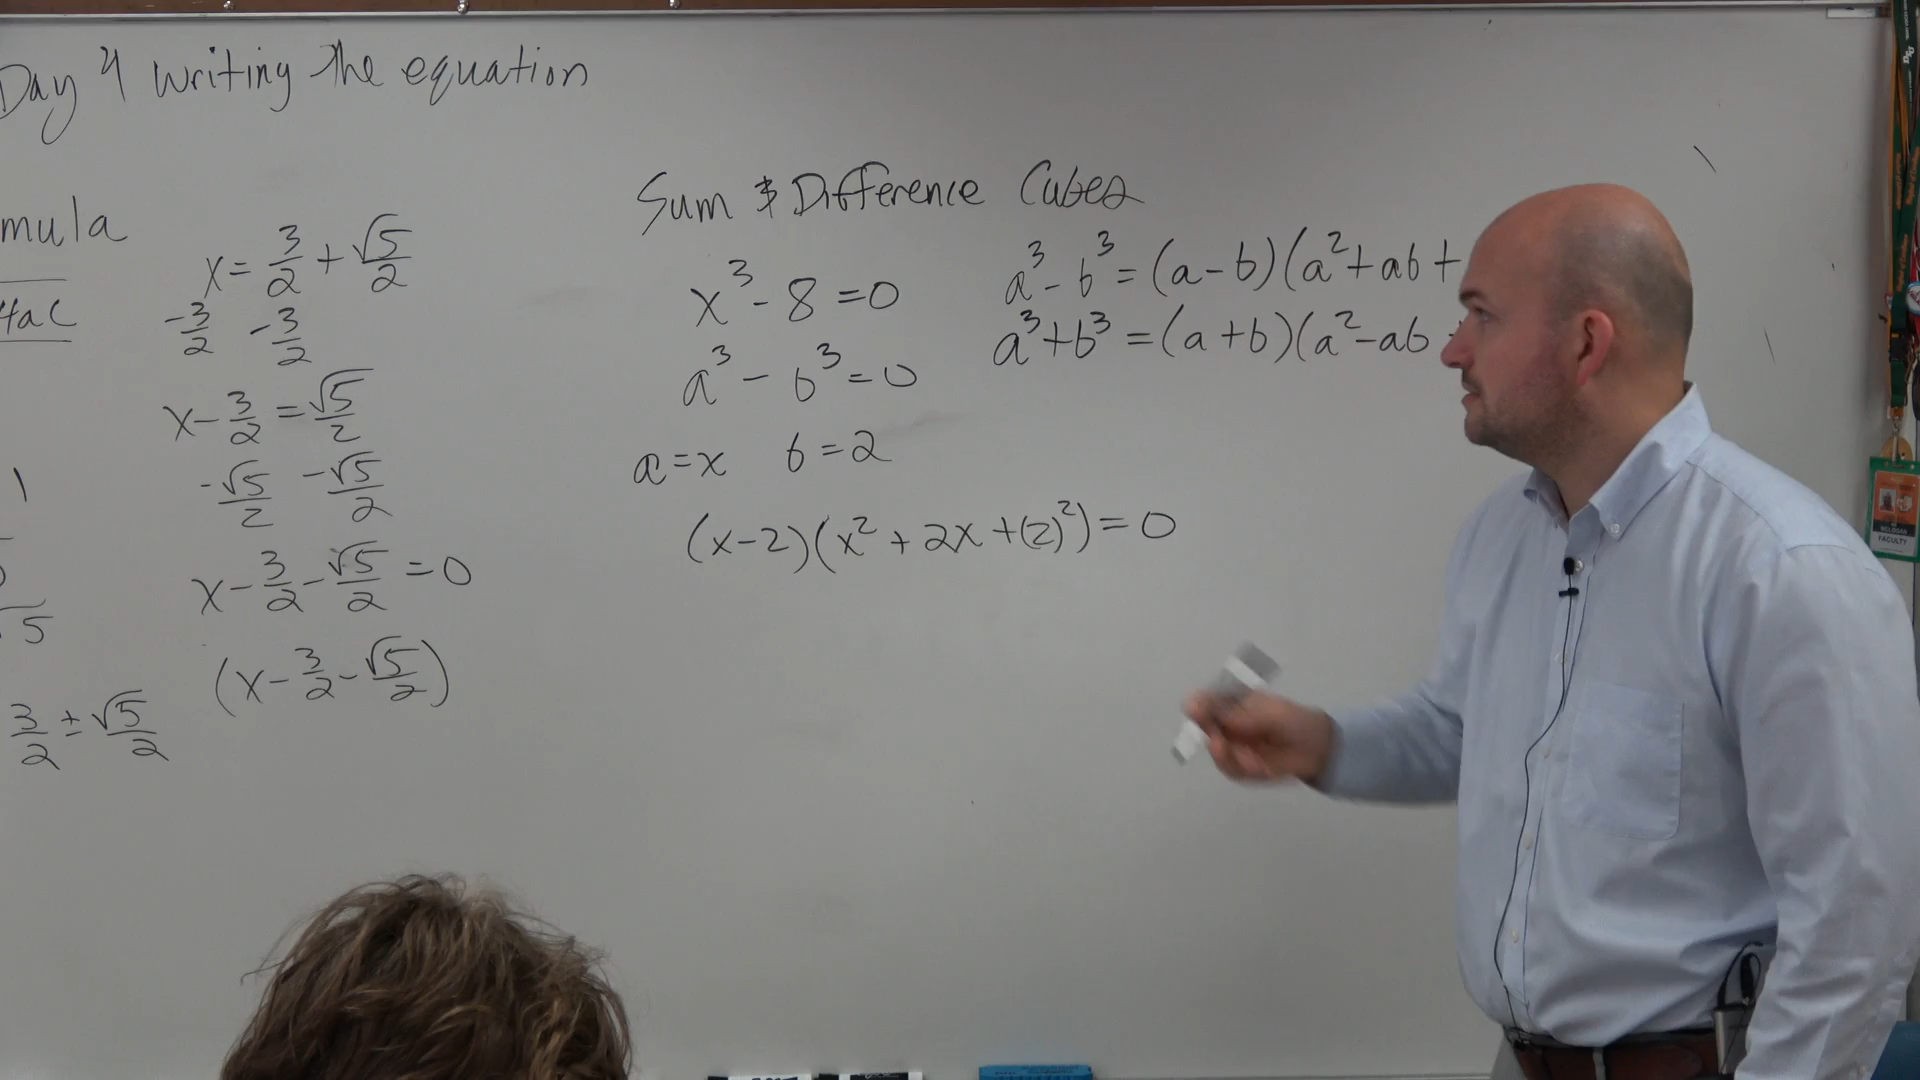 Day 4 writing the equation
mula
4ac
1
5
3/2 ± √5/2
x = 3/2 + √5/2
-3/2 -3/2
x - 3/2 = √5/2
-√5/2 -√5/2
x - 3/2 - √5/2 = 0
(x - 3/2 - √5/2)
Sum & Difference Cubes
x³ - 8 = 0
a³ - b³ = 0
a = x b = 2
(x-2)(x² + 2x + (2)²) = 0
a³ - b³ = (a - b)(a² + ab +
a³ + b³ = (a + b)(a² - ab
FACULTY